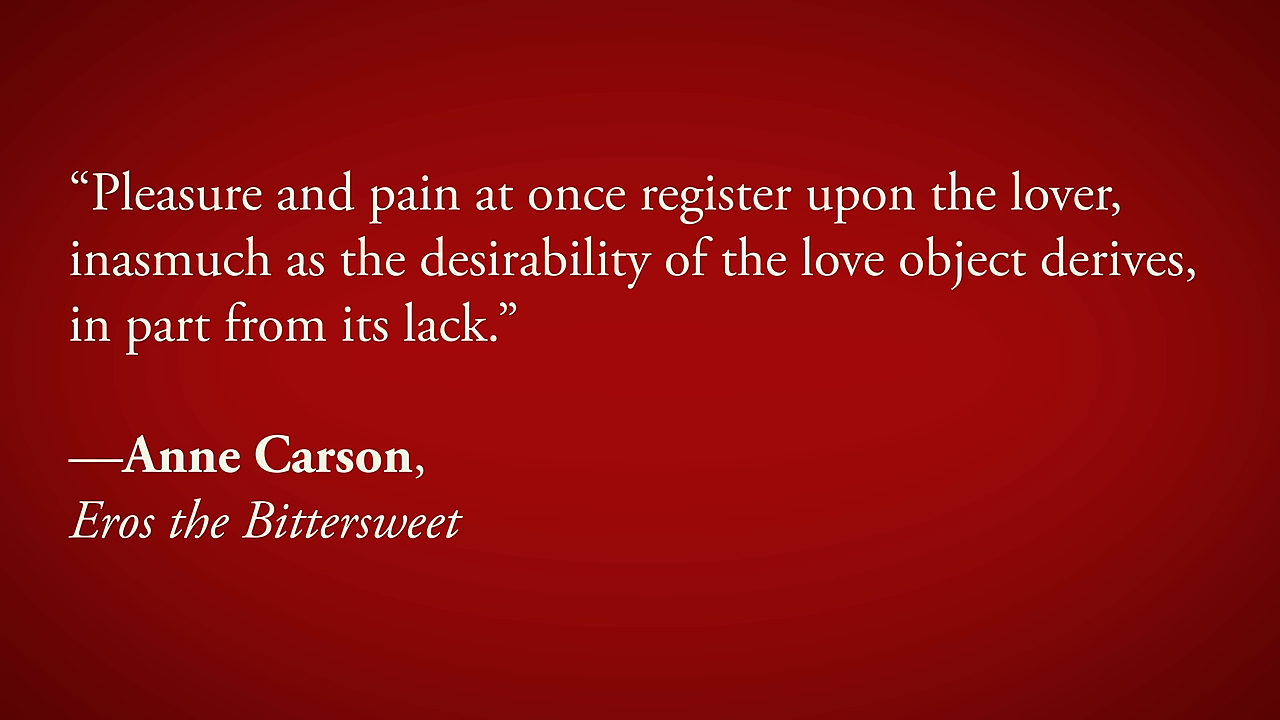 “Pleasure and pain at once register upon the lover,
inasmuch as the desirability of the love object derives,
in part from its lack.”
—Anne Carson,
Eros the Bittersweet